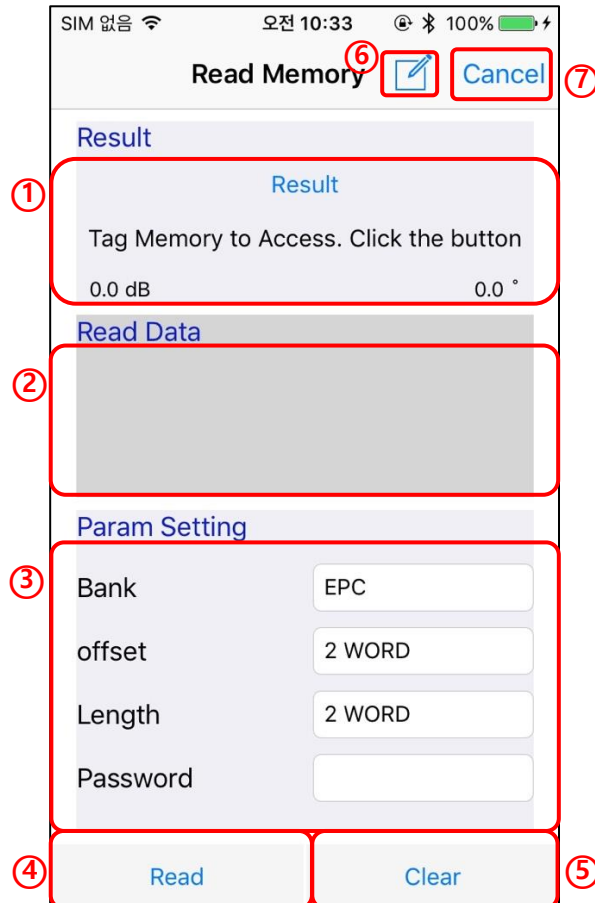 SIM 없음 오전 10:33 100%
⑥
Read Memory Cancel ⑦
Result
① Result
Tag Memory to Access. Click the button
0.0 dB 0.0 °
Read Data
②
Param Setting
③ Bank EPC
offset 2 WORD
Length 2 WORD
Password
④ Read Clear ⑤